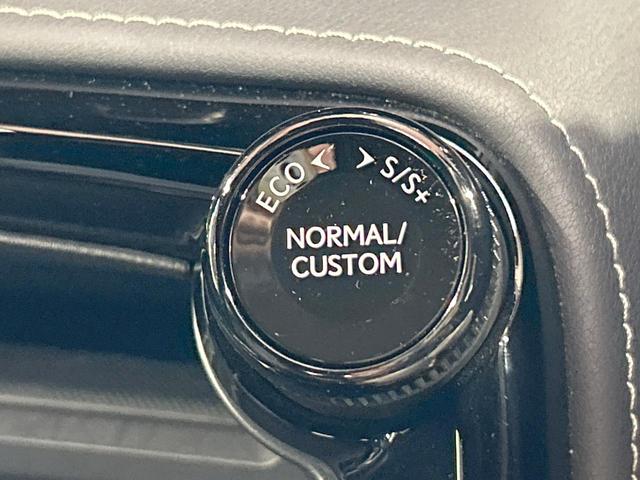 ECO
S/S+
NORMAL/
CUSTOM